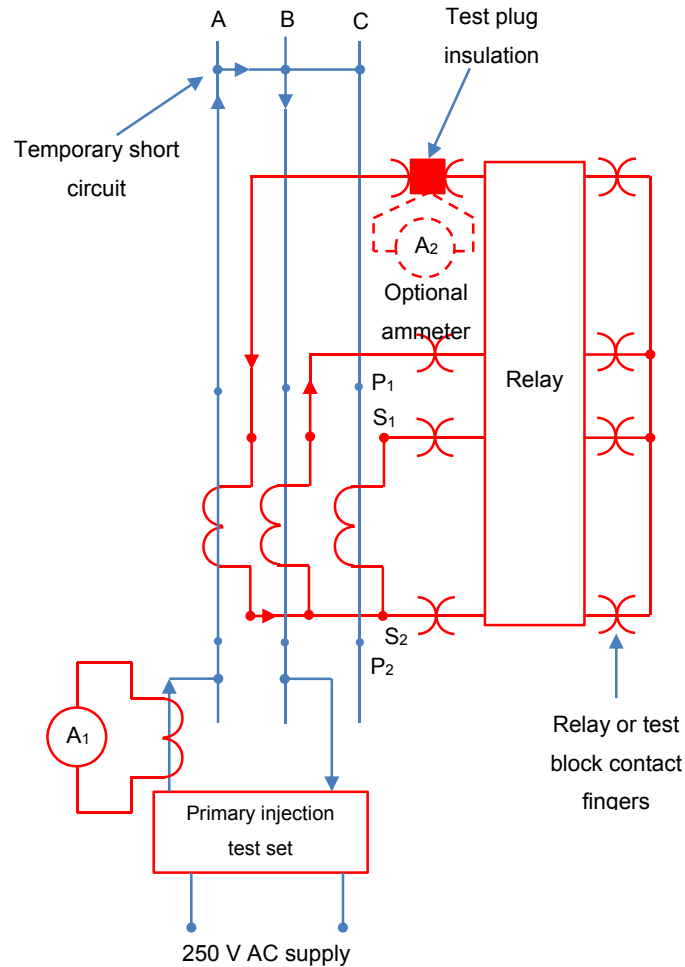 A B C
Test plug
insulation
Temporary short
circuit
A2
Optional
ammeter
Relay
P1
S1
S2
P2
A1
Relay or test
block contact
fingers
Primary injection
test set
250 V AC supply